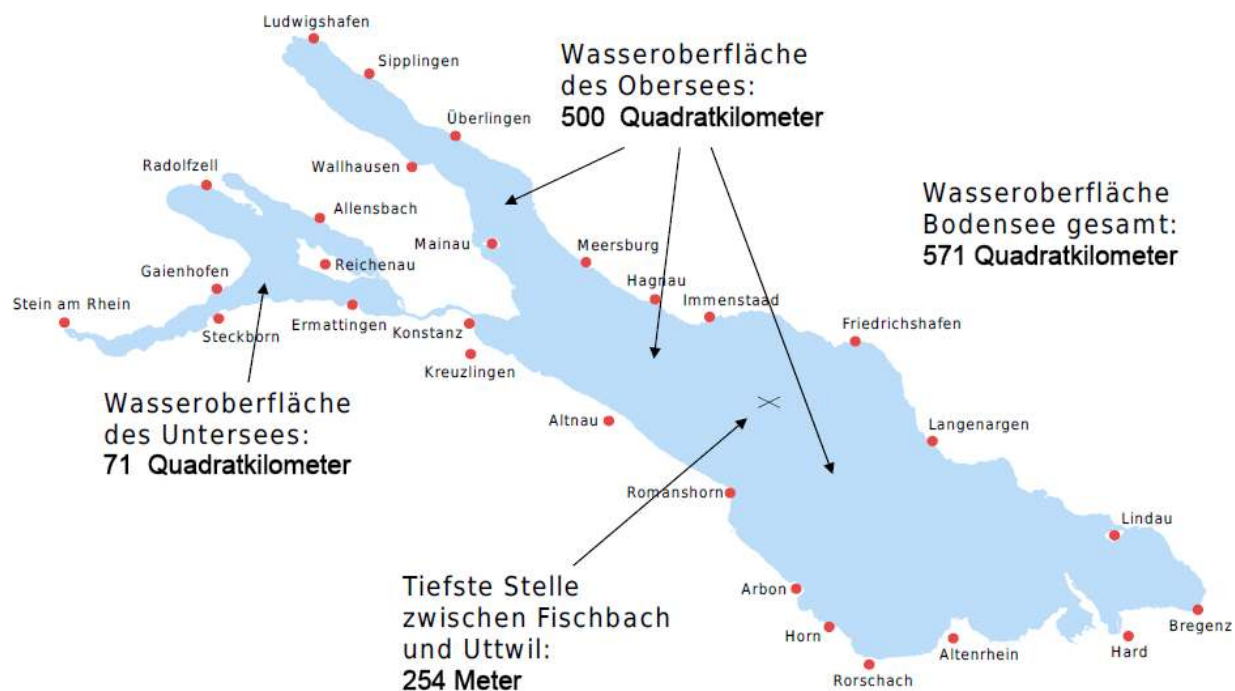 Ludwigshafen
Sipplingen
Wasseroberfläche
des Obersees:
500 Quadratkilometer
Überlingen
Wallhausen
Radolfzell
Allensbach
Wasseroberfläche
Bodensee gesamt:
571 Quadratkilometer
Mainau
Meersburg
Reichenau
Gaienhofen
Hagnau
Immenstaad
Stein am Rhein
Steckborn
Ermattingen
Konstanz
Friedrichshafen
Kreuzlingen
Wasseroberfläche
des Untersees:
71 Quadratkilometer
Altnau
Langenargen
Romanshorn
Lindau
Tiefste Stelle
zwischen Fischbach
und Uttwil:
254 Meter
Arbon
Horn
Rorschach
Altenrhein
Hard
Bregenz